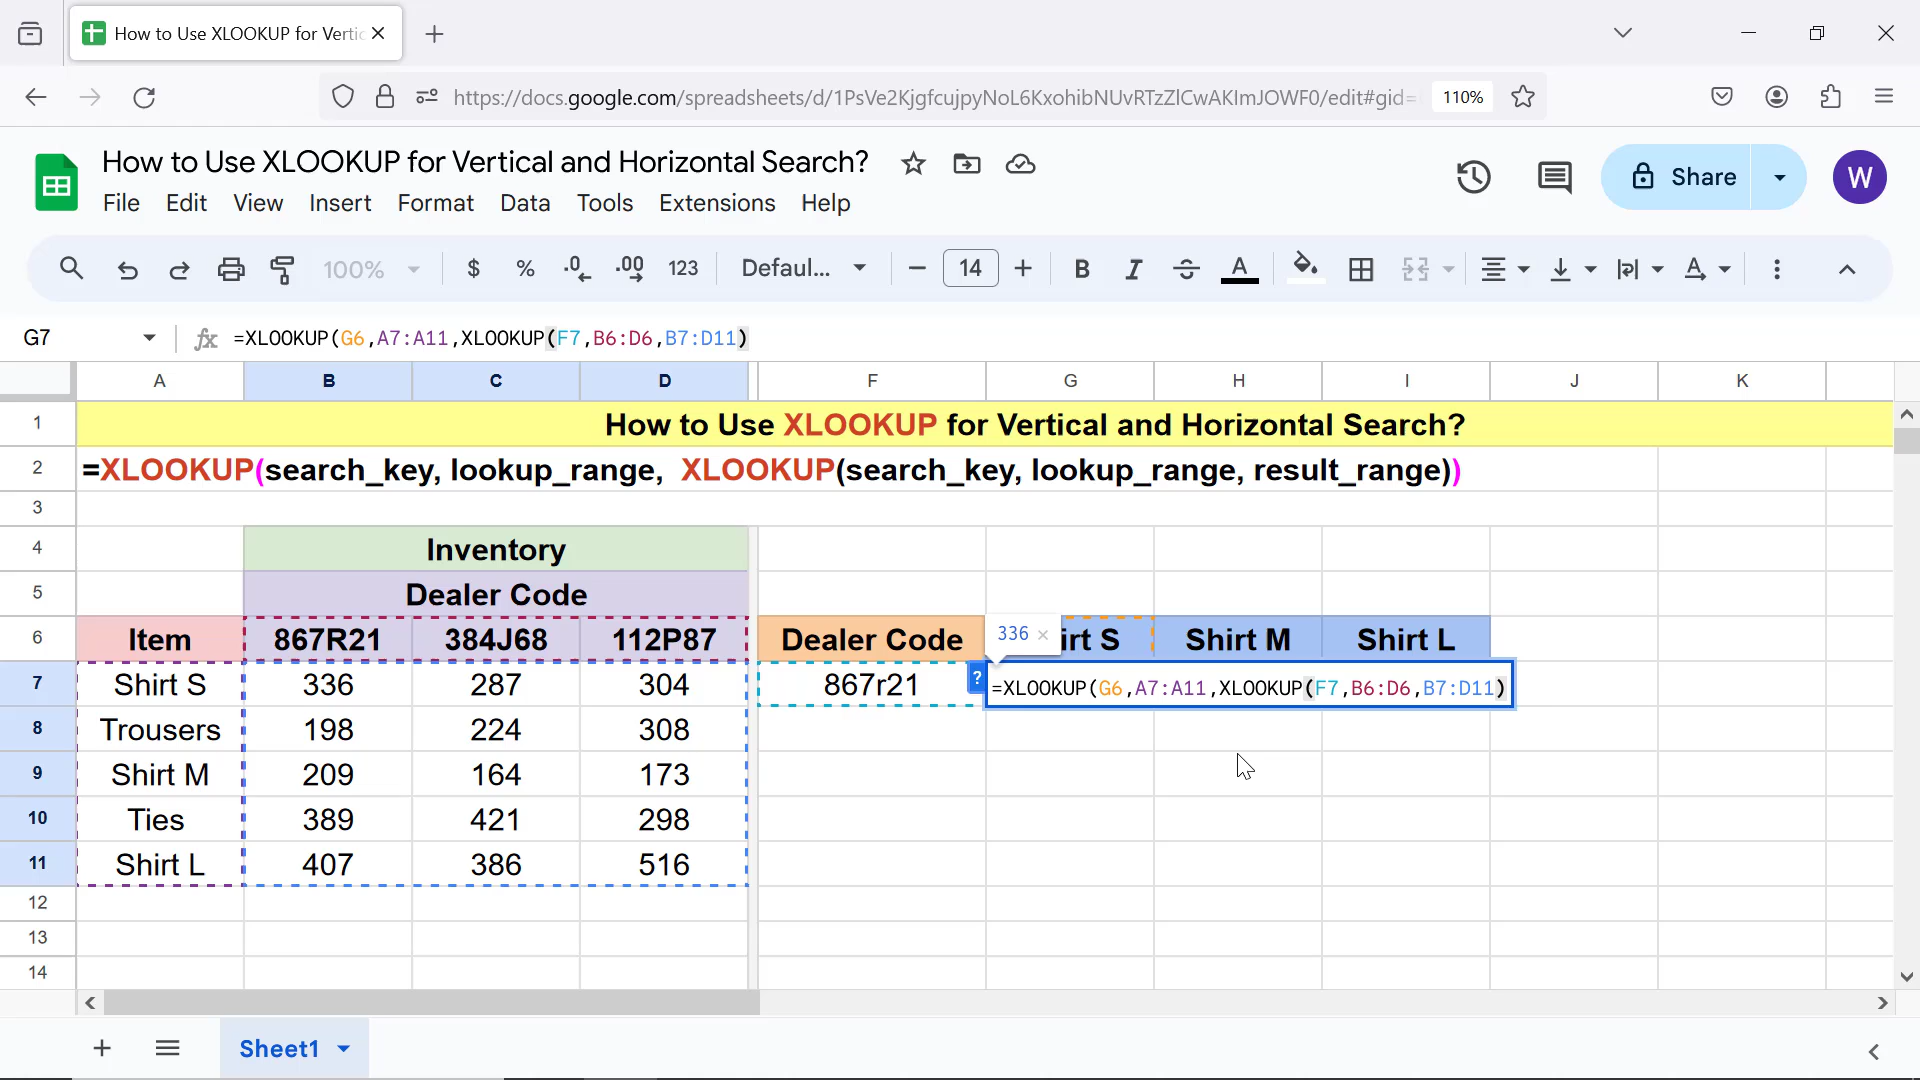 How to Use XLOOKUP for Vertic
https://docs.google.com/spreadsheets/d/1PsVe2KjgfcujpyNoL6KxohibNUvRTzZlCwAKImJOWF0/edit#gid= 110%
How to Use XLOOKUP for Vertical and Horizontal Search?
File Edit View Insert Format Data Tools Extensions Help
Share W
100% $ % .0 .00 123 Defaul... 14 B I S A
G7 fx =XLOOKUP(G6,A7:A11,XLOOKUP(F7,B6:D6,B7:D11)
A B C D F G H I J K
1 How to Use XLOOKUP for Vertical and Horizontal Search?
2 =XLOOKUP(search_key, lookup_range, XLOOKUP(search_key, lookup_range, result_range))
3
4 Inventory
5 Dealer Code
6 Item 867R21 384J68 112P87 Dealer Code 336 × irt S Shirt M Shirt L
7 Shirt S 336 287 304 867r21 ? =XLOOKUP(G6,A7:A11,XLOOKUP(F7,B6:D6,B7:D11)
8 Trousers 198 224 308
9 Shirt M 209 164 173
10 Ties 389 421 298
11 Shirt L 407 386 516
12
13
14
Sheet1